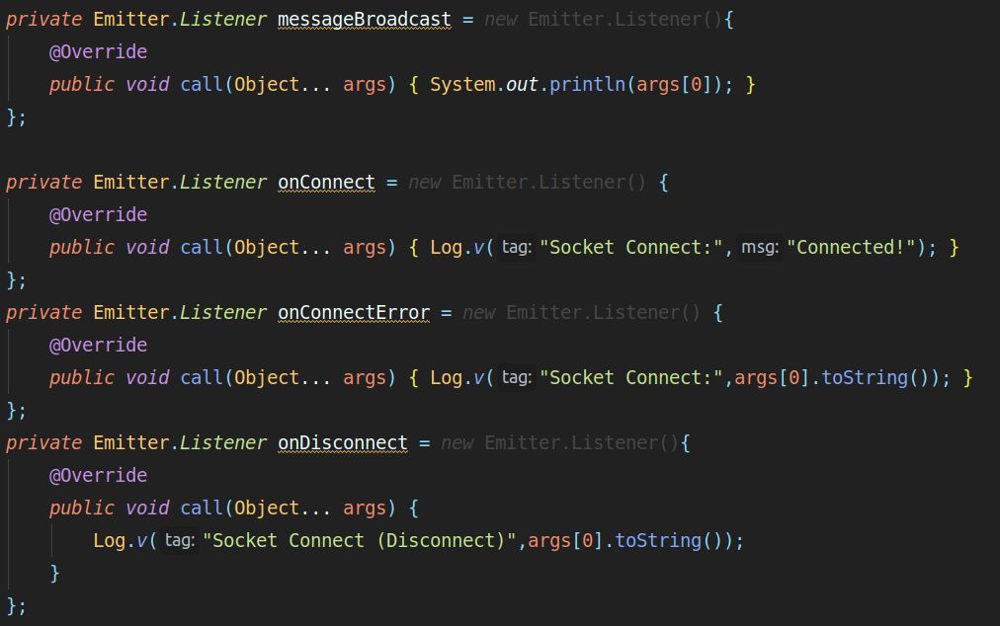 private Emitter.Listener messageBroadcast = new Emitter.Listener(){
    @Override
    public void call(Object... args) { System.out.println(args[0]); }
};

private Emitter.Listener onConnect = new Emitter.Listener() {
    @Override
    public void call(Object... args) { Log.v( tag: "Socket Connect:", msg: "Connected!"); }
};
private Emitter.Listener onConnectError = new Emitter.Listener() {
    @Override
    public void call(Object... args) { Log.v( tag: "Socket Connect:",args[0].toString()); }
};
private Emitter.Listener onDisconnect = new Emitter.Listener(){
    @Override
    public void call(Object... args) {
        Log.v( tag: "Socket Connect (Disconnect)",args[0].toString());
    }
};